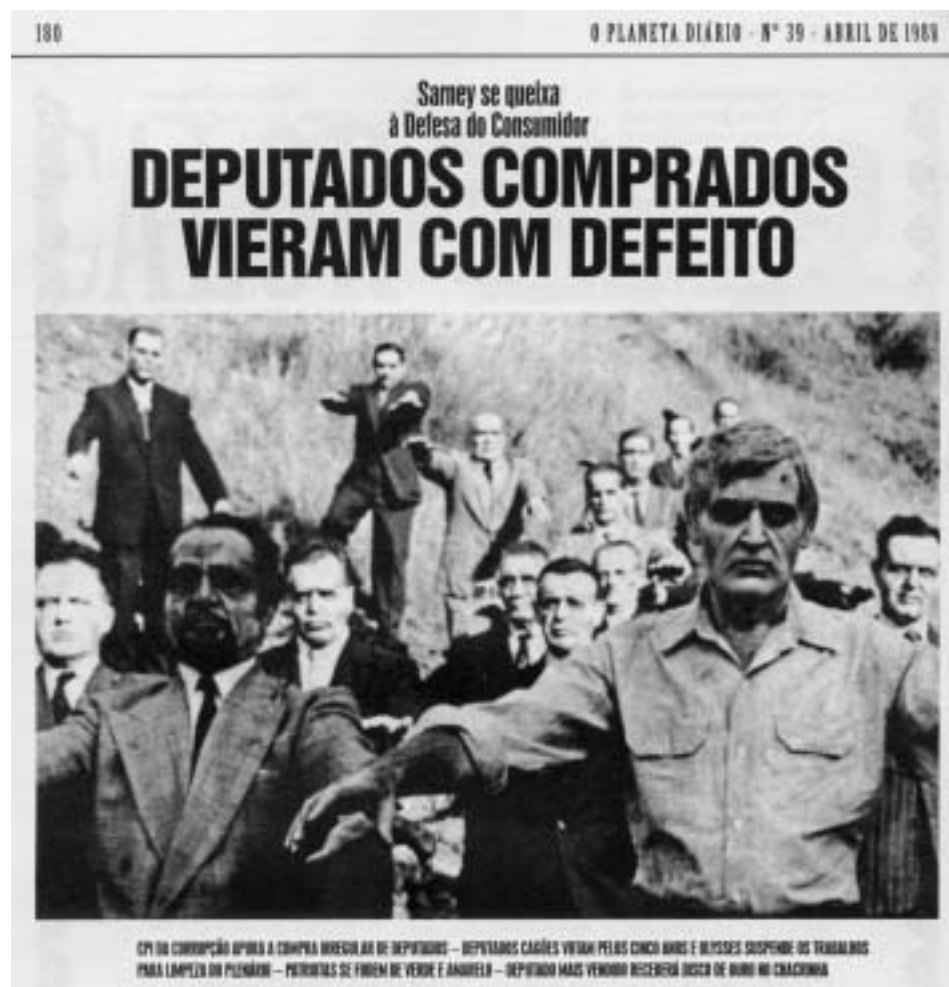 180
O PLANETA DIÁRIO - Nº 39 - ABRIL DE 1988
Sarney se queixa
à Defesa do Consumidor
DEPUTADOS COMPRADOS
VIERAM COM DEFEITO
CPI DA CORRUPÇÃO APURA A COMPRA IRREGULAR DE DEPUTADOS – DEPUTADOS CAGÕES VOTAM PELOS CINCO ANOS E ULYSSES SUSPENDE OS TRABALHOS
PARA LIMPEZA DO PLENÁRIO – PATRIOTAS SE FODEM DE VERDE E AMARELO – DEPUTADO MAIS VENDIDO RECEBERÁ DISCO DE OURO NO CHACRINHA